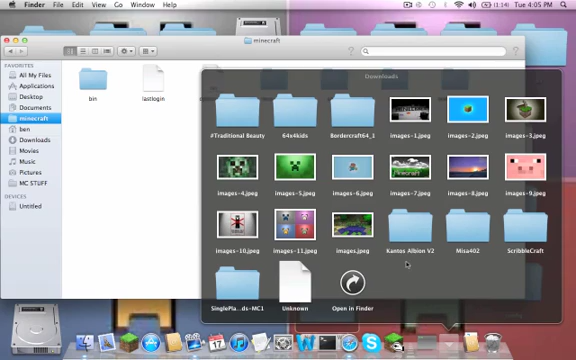 Finder File Edit View Go Window Help (1:14) Tue 4:05 PM
minecraft
FAVORITES
All My Files
Applications
Desktop
Documents
minecraft
ben
Downloads
Movies
Music
Pictures
MC STUFF
DEVICES
Untitled
bin lastlogin
Downloads
#Traditional Beauty 64x4kids Bordercraft64_1 images-1.jpeg images-2.jpeg images-3.jpeg
images-4.jpeg images-5.jpeg images-6.jpeg images-7.jpeg images-8.jpeg images-9.jpeg
images-10.jpeg images-11.jpeg images.jpeg Kantos Albion V2 Misa402 ScribbleCraft
SinglePla...ds-MC1 Unknown Open in Finder
17